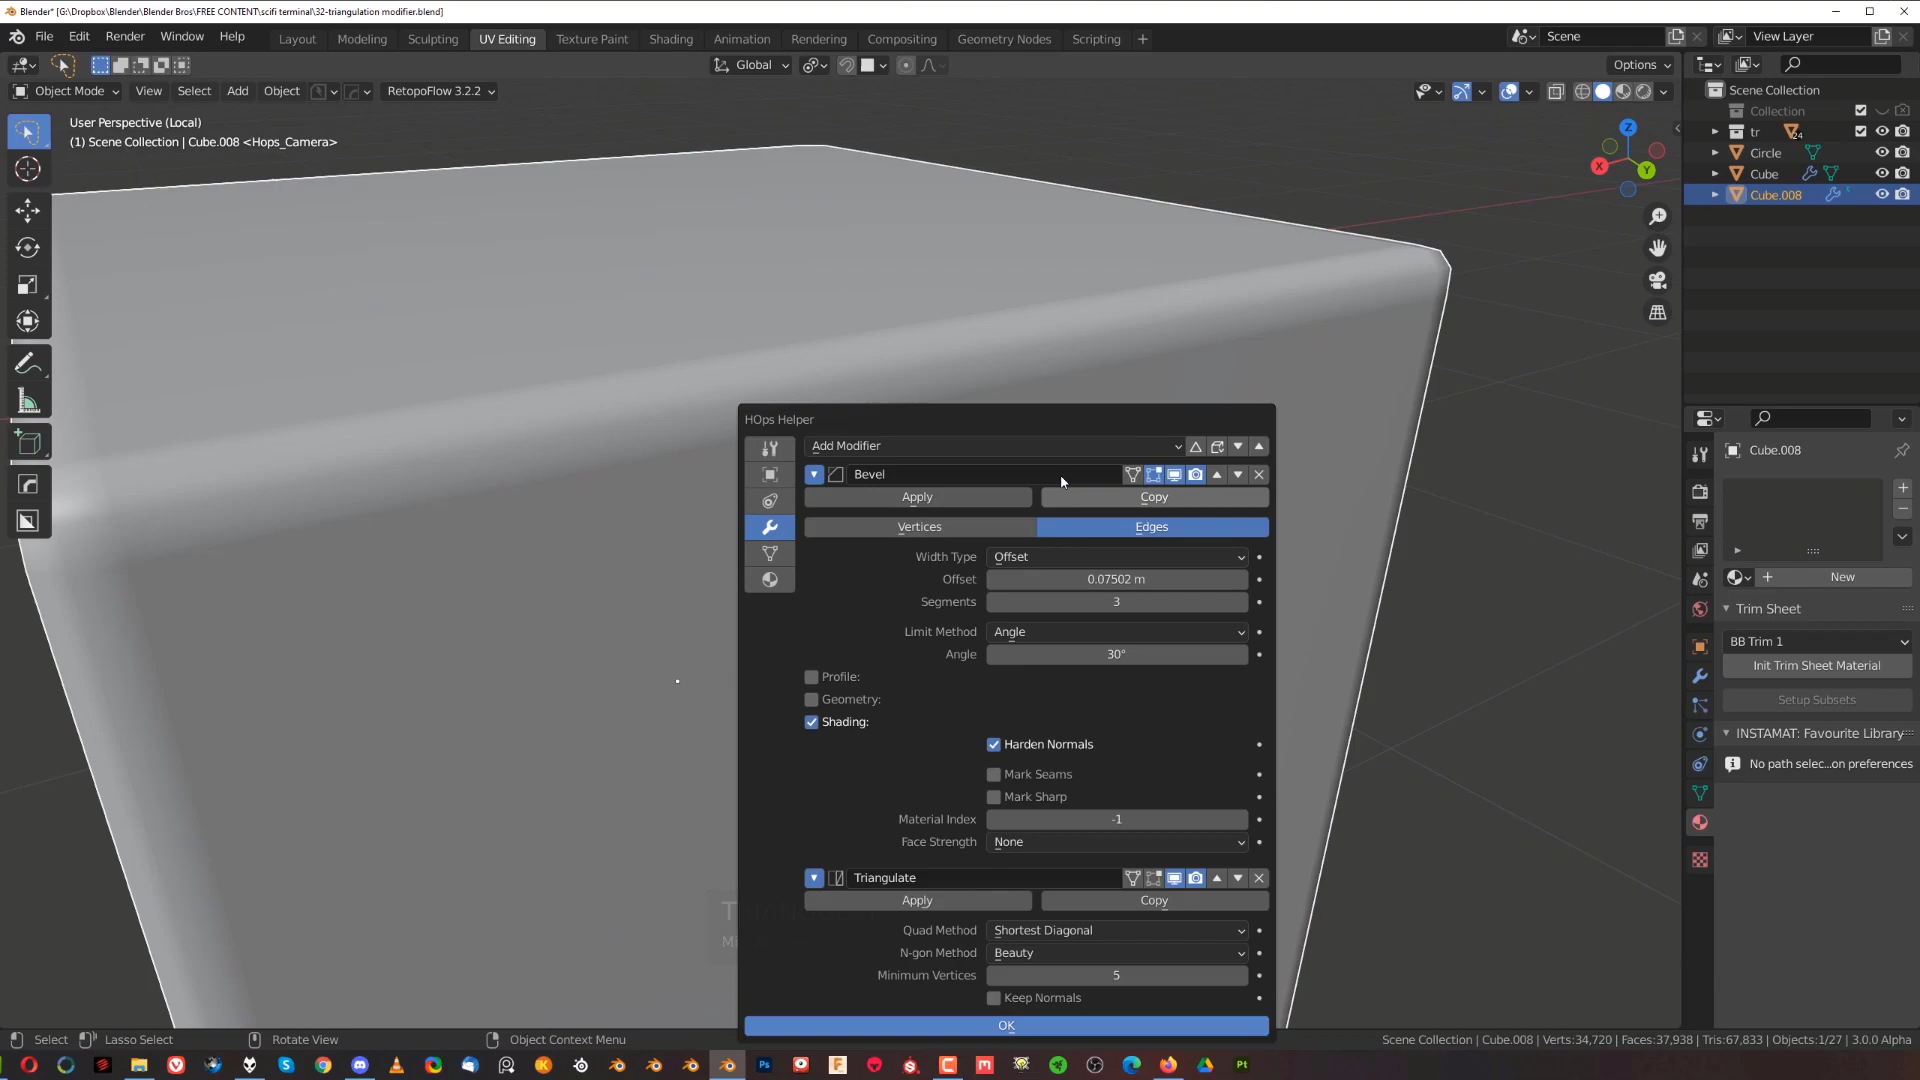 Blender* [G:\Dropbox\Blender\Blender Bros\FREE CONTENT\scifi terminal\32-triangulation modifier.blend]
File Edit Render Window Help Layout Modeling Sculpting UV Editing Texture Paint Shading Animation Rendering Compositing Geometry Nodes Scripting + Scene View Layer
Global Options
Object Mode View Select Add Object RetopoFlow 3.2.2
User Perspective (Local)
(1) Scene Collection | Cube.008 <Hops_Camera>
Z
X
Y
Scene Collection
Collection
tr 24
Circle
Cube
Cube.008
HOps Helper
Add Modifier
Bevel
Apply Copy
Vertices Edges
Width Type Offset
Offset 0.07502 m
Segments 3
Limit Method Angle
Angle 30°
Profile:
Geometry:
Shading:
Harden Normals
Mark Seams
Mark Sharp
Material Index -1
Face Strength None
Triangulate
Apply Copy
Quad Method Shortest Diagonal
N-gon Method Beauty
Minimum Vertices 5
Keep Normals
OK
Cube.008
New
Trim Sheet
BB Trim 1
Init Trim Sheet Material
Setup Subsets
INSTAMAT: Favourite Library
No path selec...on preferences
Select Lasso Select Rotate View Object Context Menu
Scene Collection | Cube.008 | Verts:34,720 | Faces:37,938 | Tris:67,833 | Objects:1/27 | 3.0.0 Alpha